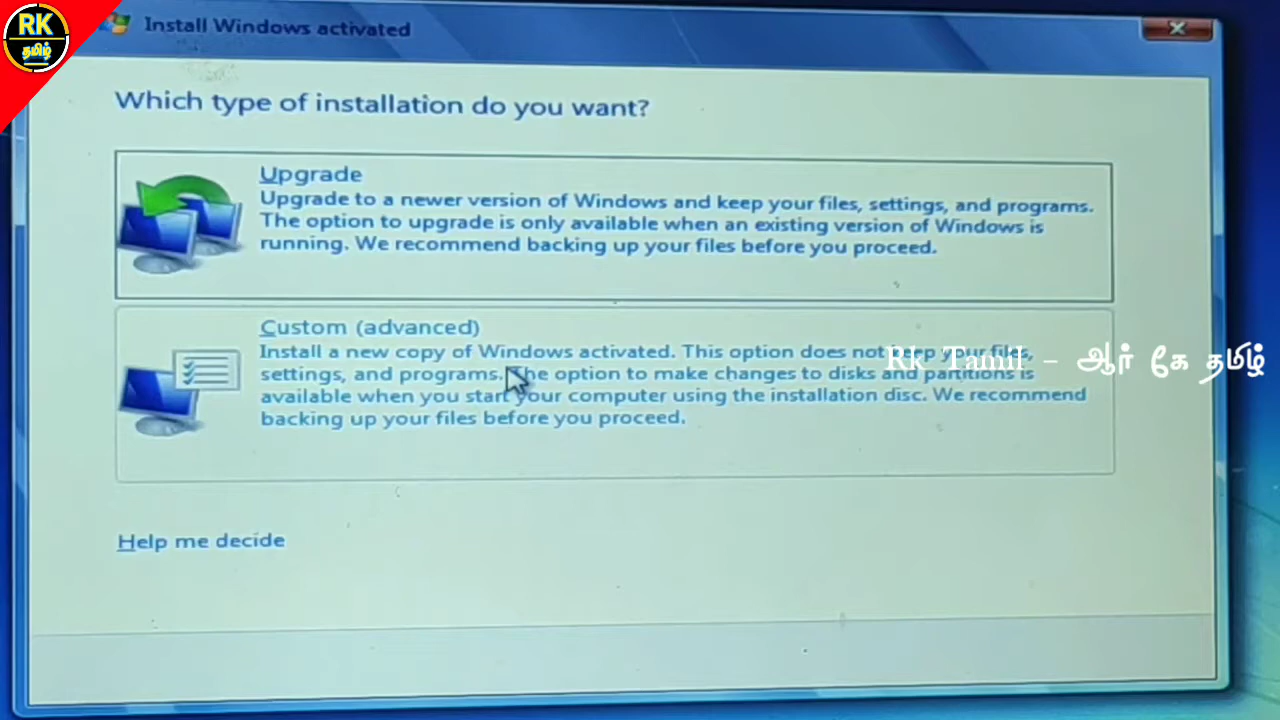 RK
தமிழ்
Install Windows activated
Which type of installation do you want?
Upgrade
Upgrade to a newer version of Windows and keep your files, settings, and programs.
The option to upgrade is only available when an existing version of Windows is
running. We recommend backing up your files before you proceed.
Custom (advanced)
Install a new copy of Windows activated. This option does not keep your files,
settings, and programs. The option to make changes to disks and partitions is
available when you start your computer using the installation disc. We recommend
backing up your files before you proceed.
Rk Tamil - ஆர் கே தமிழ்
Help me decide